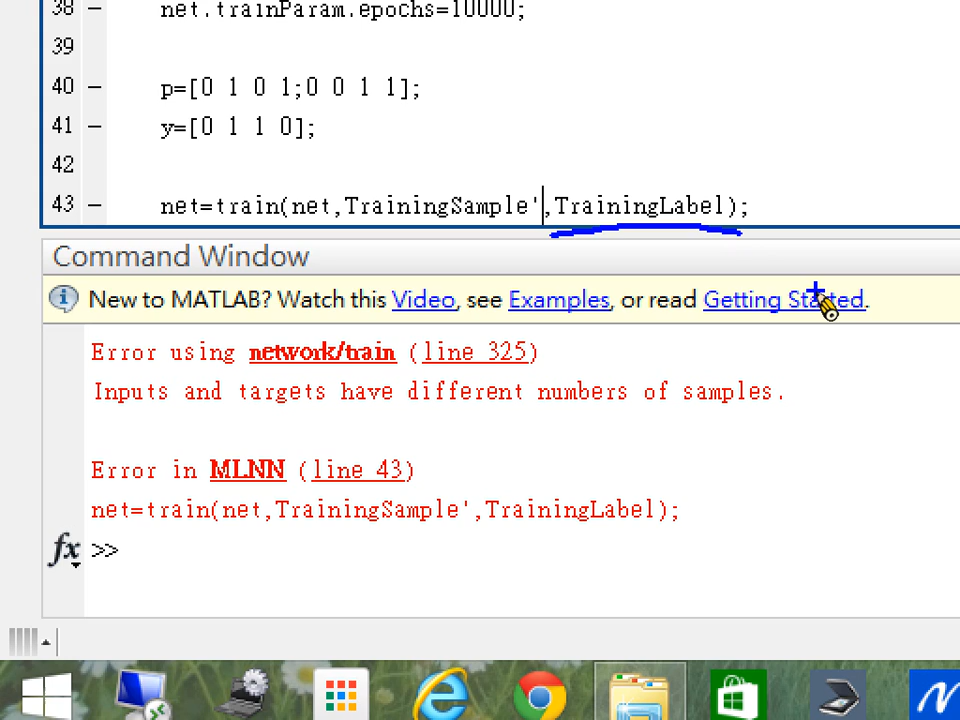 38 – net.trainParam.epochs=10000;
39
40 – p=[0 1 0 1;0 0 1 1];
41 – y=[0 1 1 0];
42
43 – net=train(net,TrainingSample',TrainingLabel);
Command Window
New to MATLAB? Watch this Video, see Examples, or read Getting Started.
Error using network/train (line 325)
Inputs and targets have different numbers of samples.
Error in MLNN (line 43)
net=train(net,TrainingSample',TrainingLabel);
fx >>